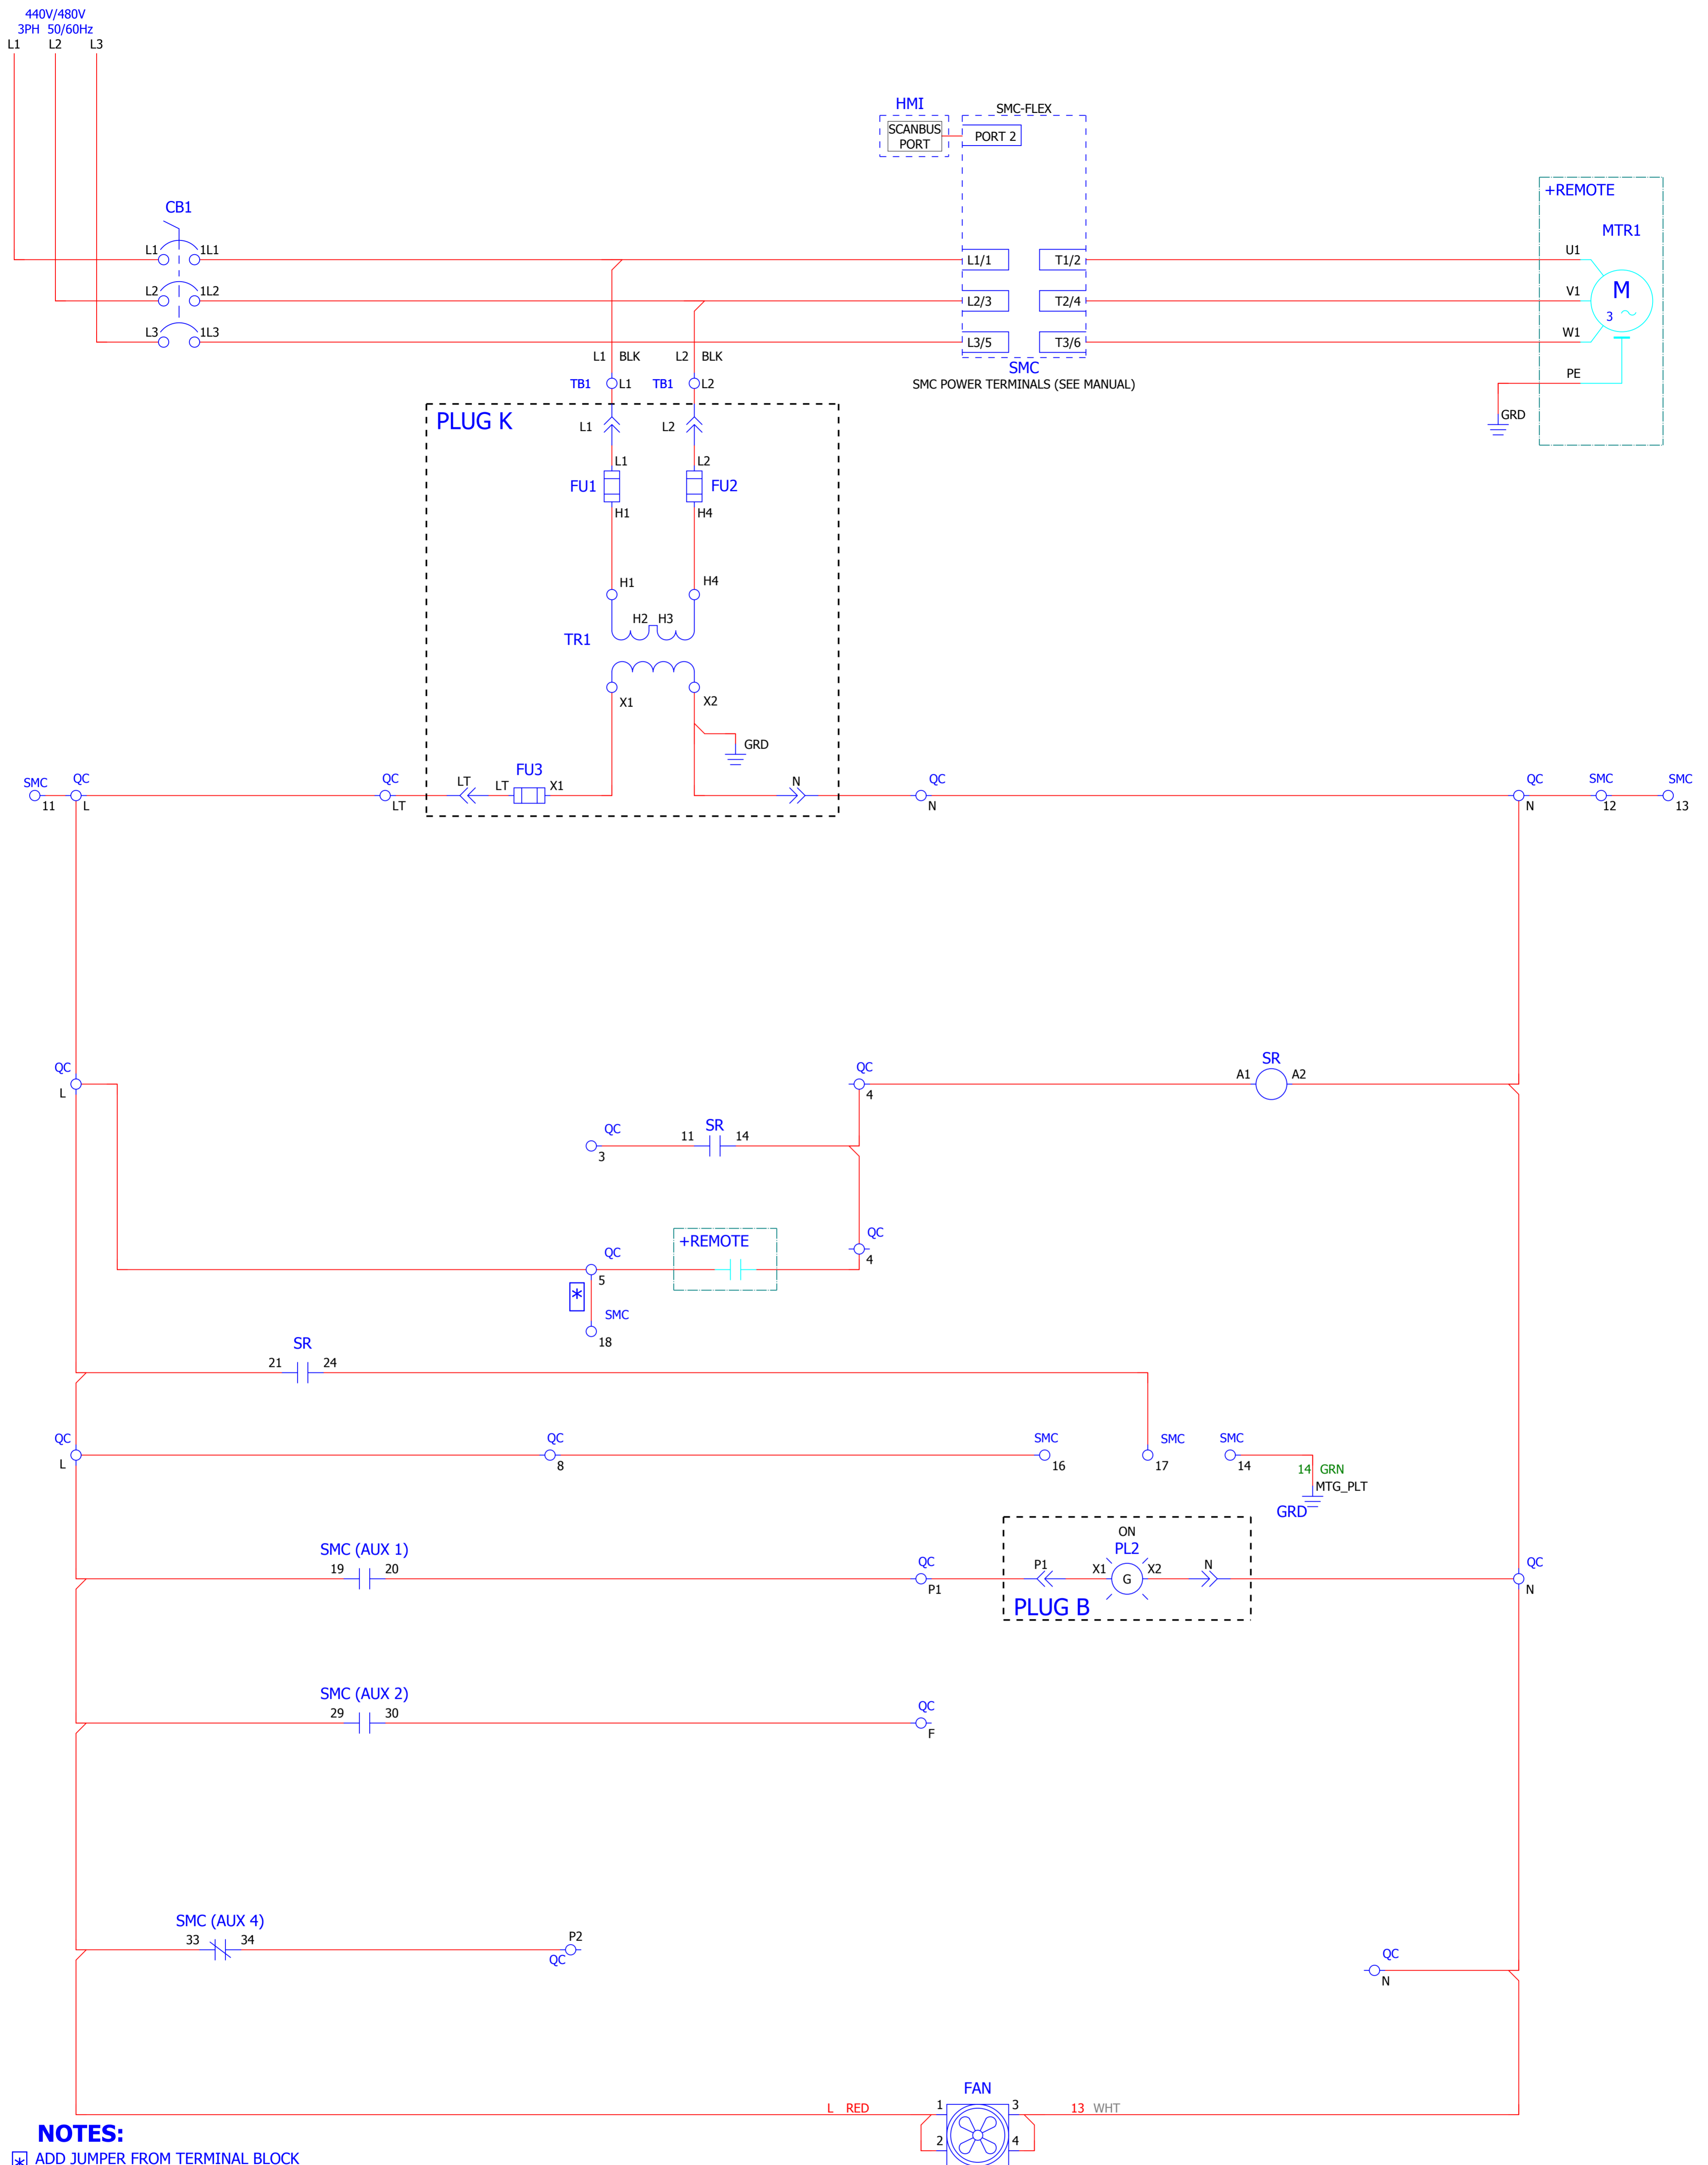 440V/480V
3PH 50/60Hz
L1 L2 L3
HMI
SCANBUS
PORT
SMC-FLEX
PORT 2
+REMOTE
MTR1
CB1
L1 1L1
L2 1L2
L3 1L3
L1/1 T1/2
L2/3 T2/4
L3/5 T3/6
U1
V1
W1
M
3
PE
GRD
SMC
SMC POWER TERMINALS (SEE MANUAL)
L1 BLK L2 BLK
TB1 L1 TB1 L2
PLUG K
L1 L2
L1 L2
FU1 FU2
H1 H4
H1 H4
H2 H3
TR1
X1 X2
GRD
SMC
11
QC
L
QC
LT
LT
LT
FU3
X1
N
QC
N
QC
N
SMC
12
SMC
13
QC
L
QC
4
A1
SR
A2
QC
3
11
SR
14
QC
4
+REMOTE
QC
5
*
SMC
18
SR
21 24
QC
L
QC
8
SMC
16
SMC
17
SMC
14
14 GRN
MTG_PLT
GRD
SMC (AUX 1)
19 20
QC
P1
ON
PL2
P1 X1 G X2 N
PLUG B
QC
N
SMC (AUX 2)
29 30
QC
F
SMC (AUX 4)
33 34
P2
QC
QC
N
FAN
L RED 1 3 13 WHT
2 4
NOTES:
* ADD JUMPER FROM TERMINAL BLOCK